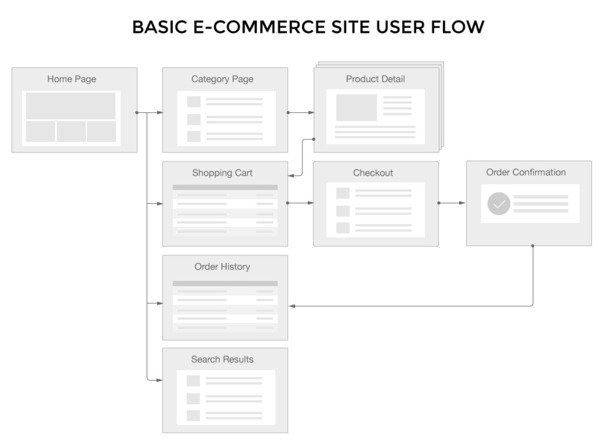 BASIC E-COMMERCE SITE USER FLOW
Home Page
Category Page
Product Detail
Shopping Cart
Checkout
Order Confirmation
Order History
Search Results